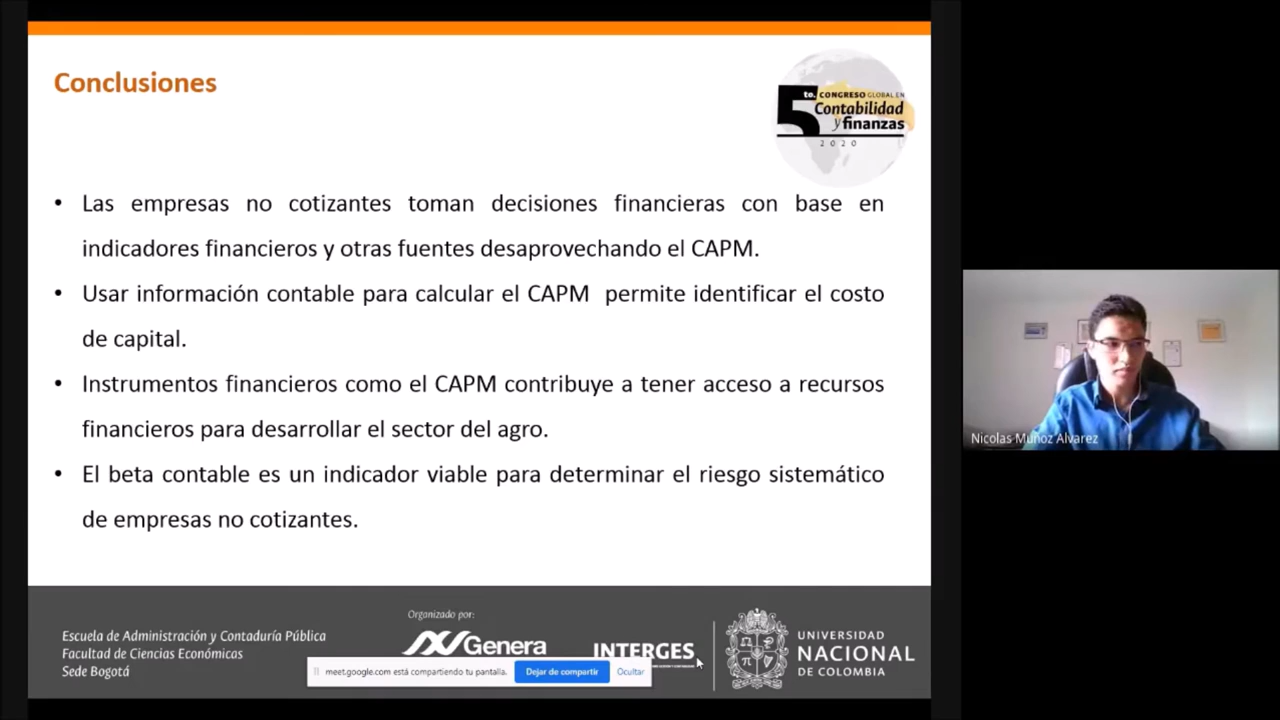 Conclusiones
5to. CONGRESO GLOBAL EN
Contabilidad
y finanzas
2020
• Las empresas no cotizantes toman decisiones financieras con base en
indicadores financieros y otras fuentes desaprovechando el CAPM.
• Usar información contable para calcular el CAPM permite identificar el costo
de capital.
• Instrumentos financieros como el CAPM contribuye a tener acceso a recursos
financieros para desarrollar el sector del agro.
• El beta contable es un indicador viable para determinar el riesgo sistemático
de empresas no cotizantes.
Nicolas Muñoz Alvarez
Escuela de Administración y Contaduría Pública
Facultad de Ciencias Económicas
Sede Bogotá
Organizado por:
Genera
INTERGES
meet.google.com está compartiendo tu pantalla.
Dejar de compartir
Ocultar
UNIVERSIDAD
NACIONAL
DE COLOMBIA